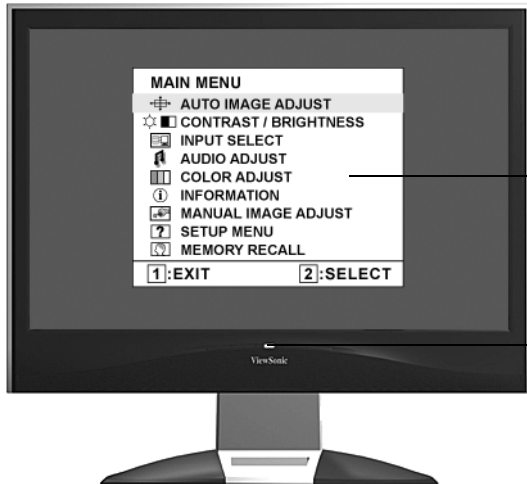 MAIN MENU
AUTO IMAGE ADJUST
CONTRAST / BRIGHTNESS
INPUT SELECT
AUDIO ADJUST
COLOR ADJUST
INFORMATION
MANUAL IMAGE ADJUST
SETUP MENU
MEMORY RECALL
1:EXIT 2:SELECT
ViewSonic